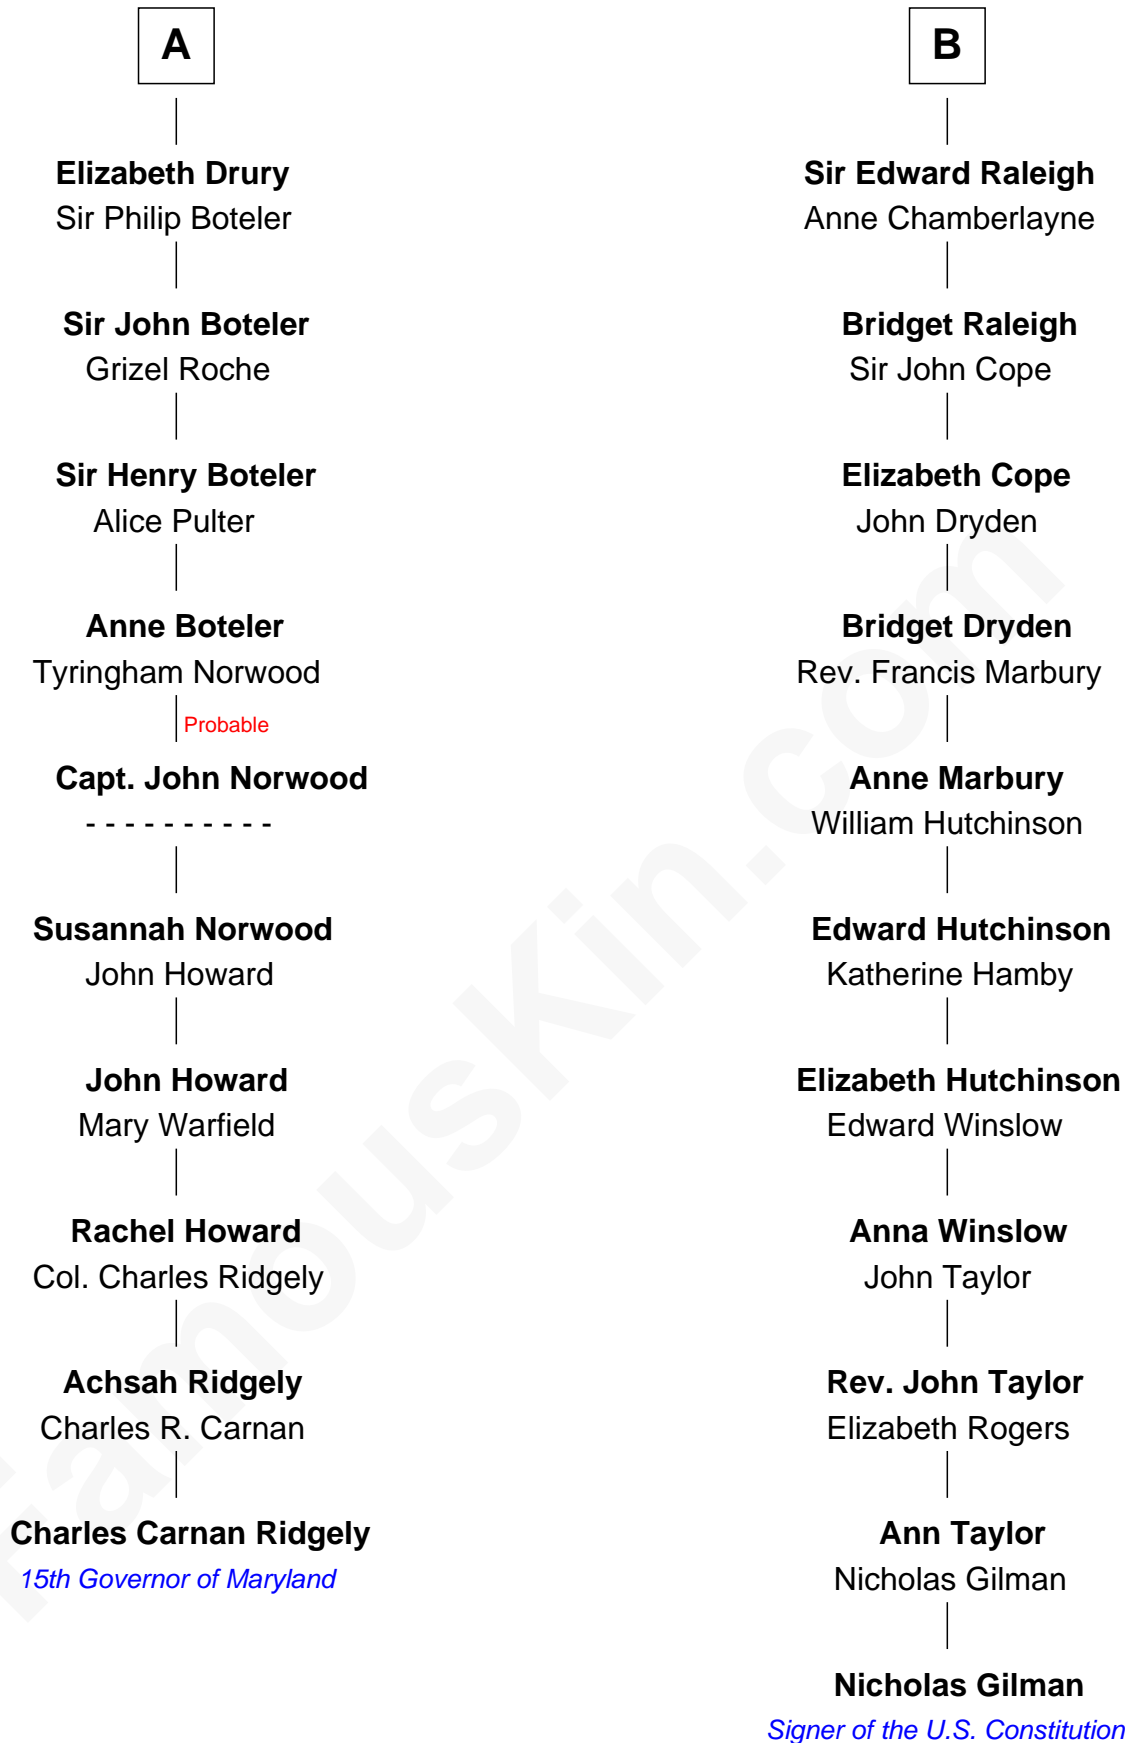 A
Elizabeth Drury
Sir Philip Boteler
Sir John Boteler
Grizel Roche
Sir Henry Boteler
Alice Pulter
Anne Boteler
Tyringham Norwood
Probable
Capt. John Norwood
- - - - - - - - - -
Susannah Norwood
John Howard
John Howard
Mary Warfield
Rachel Howard
Col. Charles Ridgely
Achsah Ridgely
Charles R. Carnan
Charles Carnan Ridgely
15th Governor of Maryland
B
Sir Edward Raleigh
Anne Chamberlayne
Bridget Raleigh
Sir John Cope
Elizabeth Cope
John Dryden
Bridget Dryden
Rev. Francis Marbury
Anne Marbury
William Hutchinson
Edward Hutchinson
Katherine Hamby
Elizabeth Hutchinson
Edward Winslow
Anna Winslow
John Taylor
Rev. John Taylor
Elizabeth Rogers
Ann Taylor
Nicholas Gilman
Nicholas Gilman
Signer of the U.S. Constitution
FamousKin.com